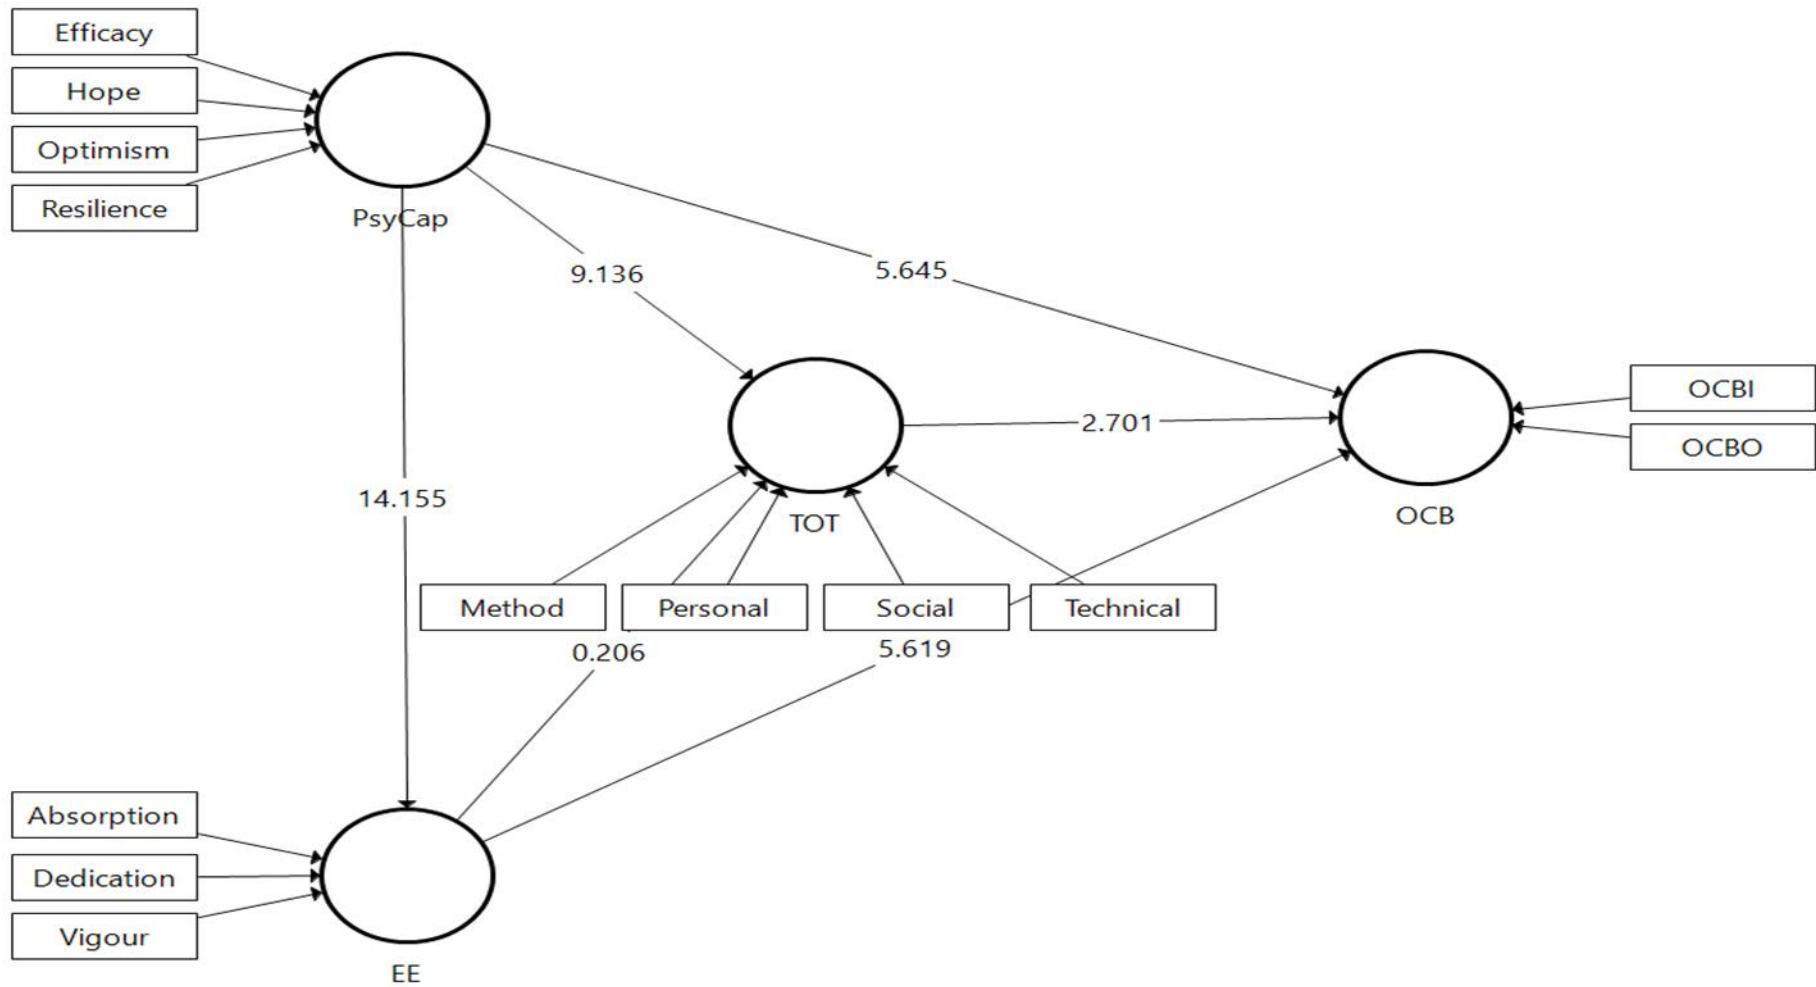 Efficacy
Hope
Optimism
Resilience
PsyCap
9.136
5.645
14.155
2.701
TOT
OCBI
OCBO
OCB
Method
Personal
Social
Technical
0.206
5.619
Absorption
Dedication
Vigour
EE